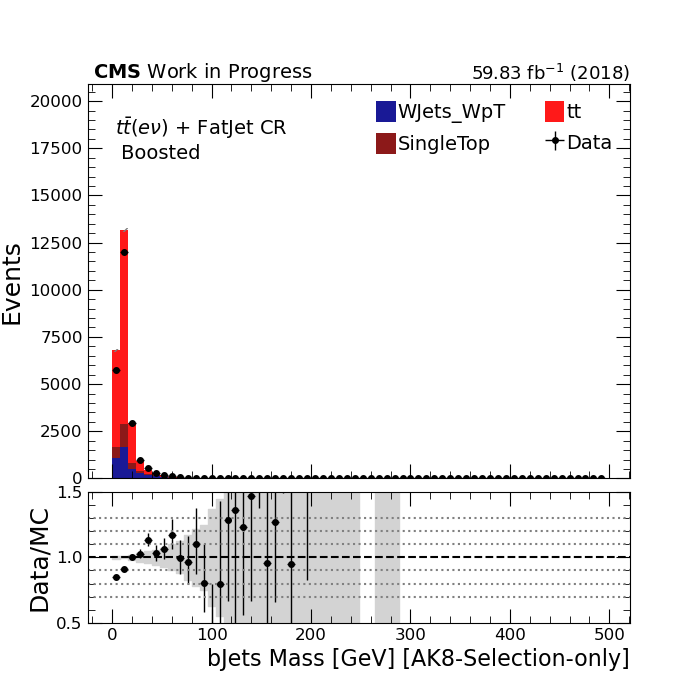 CMS Work in Progress 59.83 fb⁻¹ (2018)
20000
17500
15000
12500
10000
7500
5000
2500
0
Events
tt̄(eν) + FatJet CR
Boosted
WJets_WpT tt
SingleTop Data
1.5
1.0
0.5
Data/MC
0 100 200 300 400 500
bJets Mass [GeV] [AK8-Selection-only]